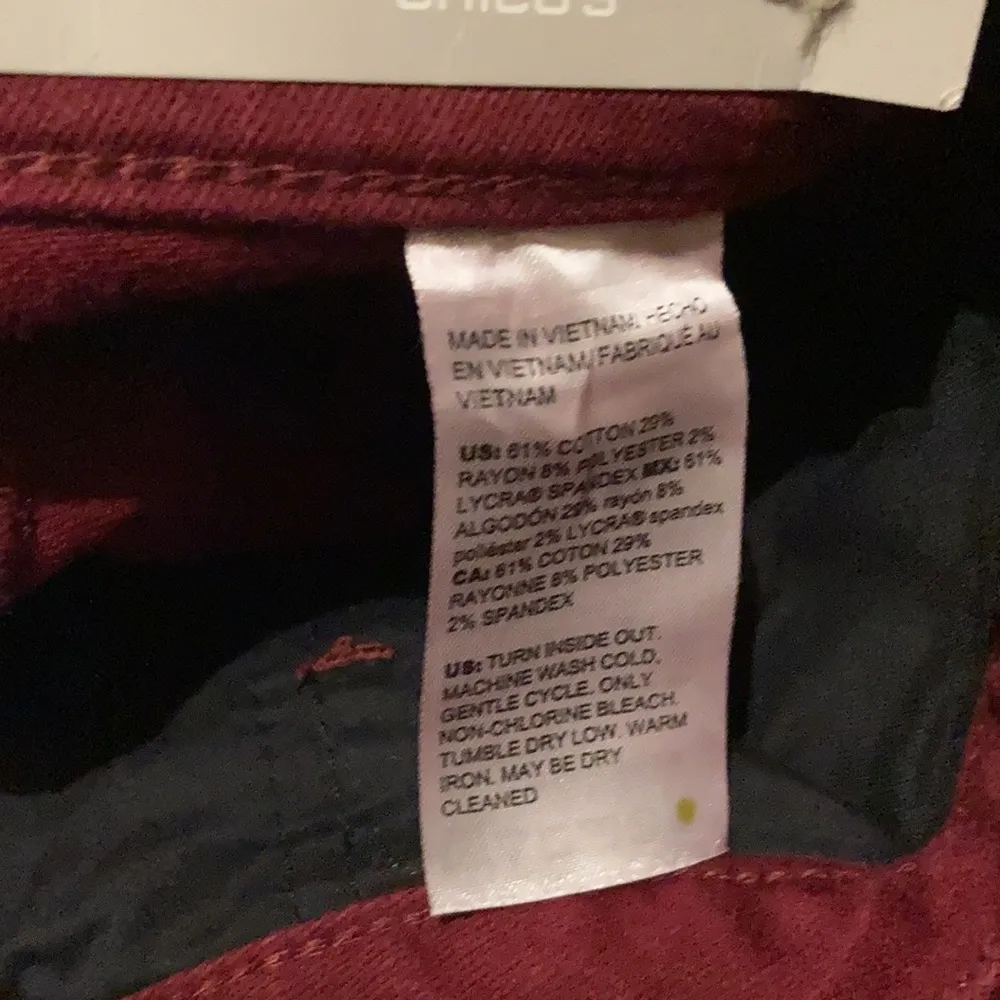 CHICO'S
MADE IN VIETNAM/ HECHO
EN VIETNAM/FABRIQUÉ AU
VIETNAM
US: 61% COTTON 29%
RAYON 8% POLYESTER 2%
LYCRA® SPANDEX MX: 61%
ALGODÓN 29% rayón 8%
poliéster 2% LYCRA® spandex
CA: 61% COTON 29%
RAYONNE 8% POLYESTER
2% SPANDEX
US: TURN INSIDE OUT.
MACHINE WASH COLD,
GENTLE CYCLE. ONLY
NON-CHLORINE BLEACH.
TUMBLE DRY LOW. WARM
IRON. MAY BE DRY
CLEANED